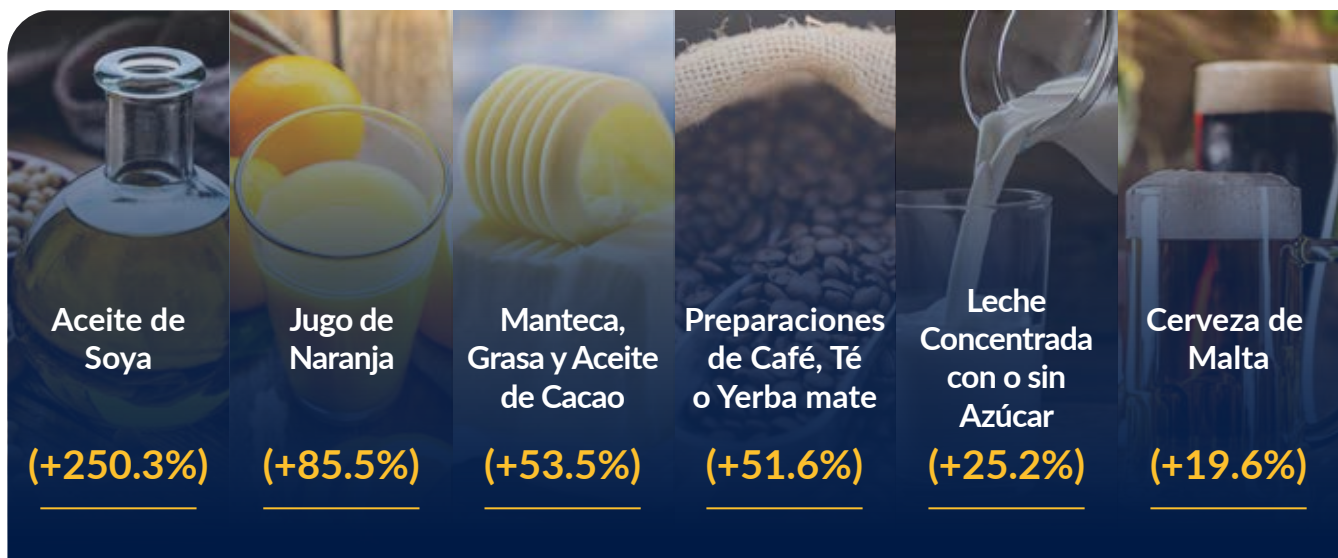 Aceite de
Soya
(+250.3%)
Jugo de
Naranja
(+85.5%)
Manteca,
Grasa y Aceite
de Cacao
(+53.5%)
Preparaciones
de Café, Té
o Yerba mate
(+51.6%)
Leche
Concentrada
con o sin
Azúcar
(+25.2%)
Cerveza de
Malta
(+19.6%)